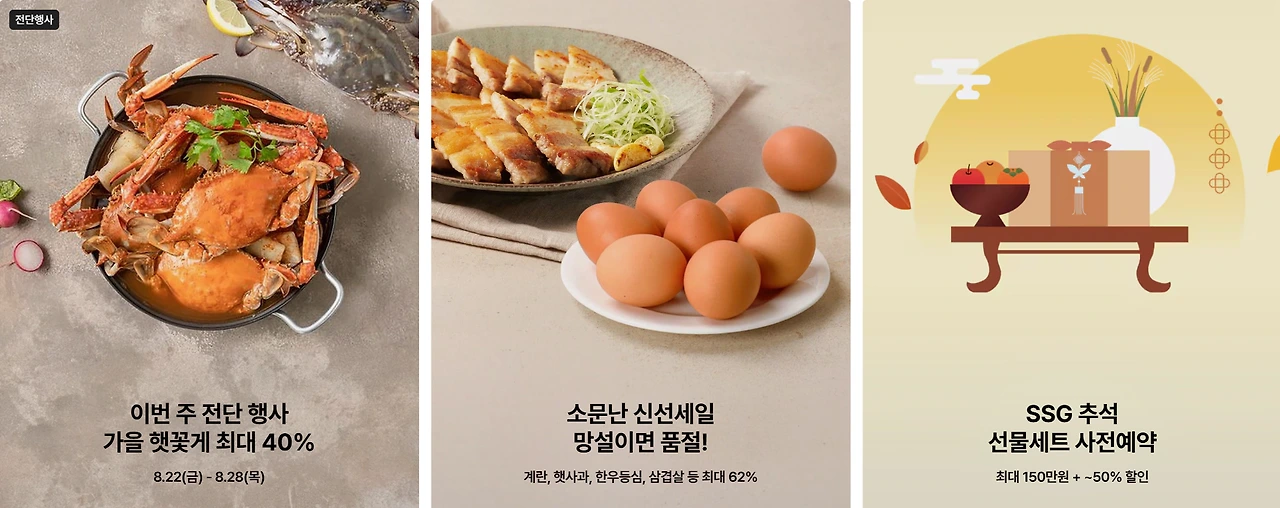 전단행사
이번 주 전단 행사
가을 햇꽃게 최대 40%
8.22(금) - 8.28(목)
소문난 신선세일
망설이면 품절!
계란, 햇사과, 한우등심, 삼겹살 등 최대 62%
SSG 추석
선물세트 사전예약
최대 150만원 + ~50% 할인